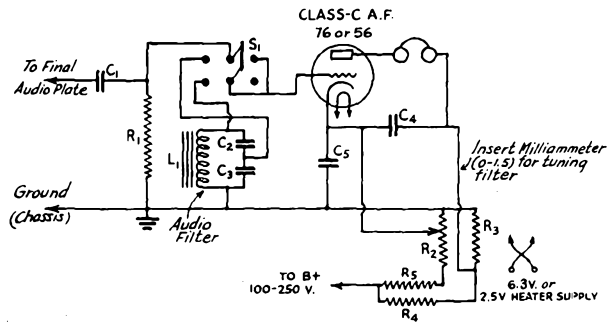 CLASS-C A.F.
76 or 56
S1
To Final
Audio Plate
C1
R1
L1
C2
C3
C4
C5
Insert Milliammeter
(0-1.5) for tuning
filter
Ground
(Chassis)
Audio
Filter
R2
R3
TO B+
100-250 V.
R5
R4
6.3V. or
2.5V HEATER SUPPLY